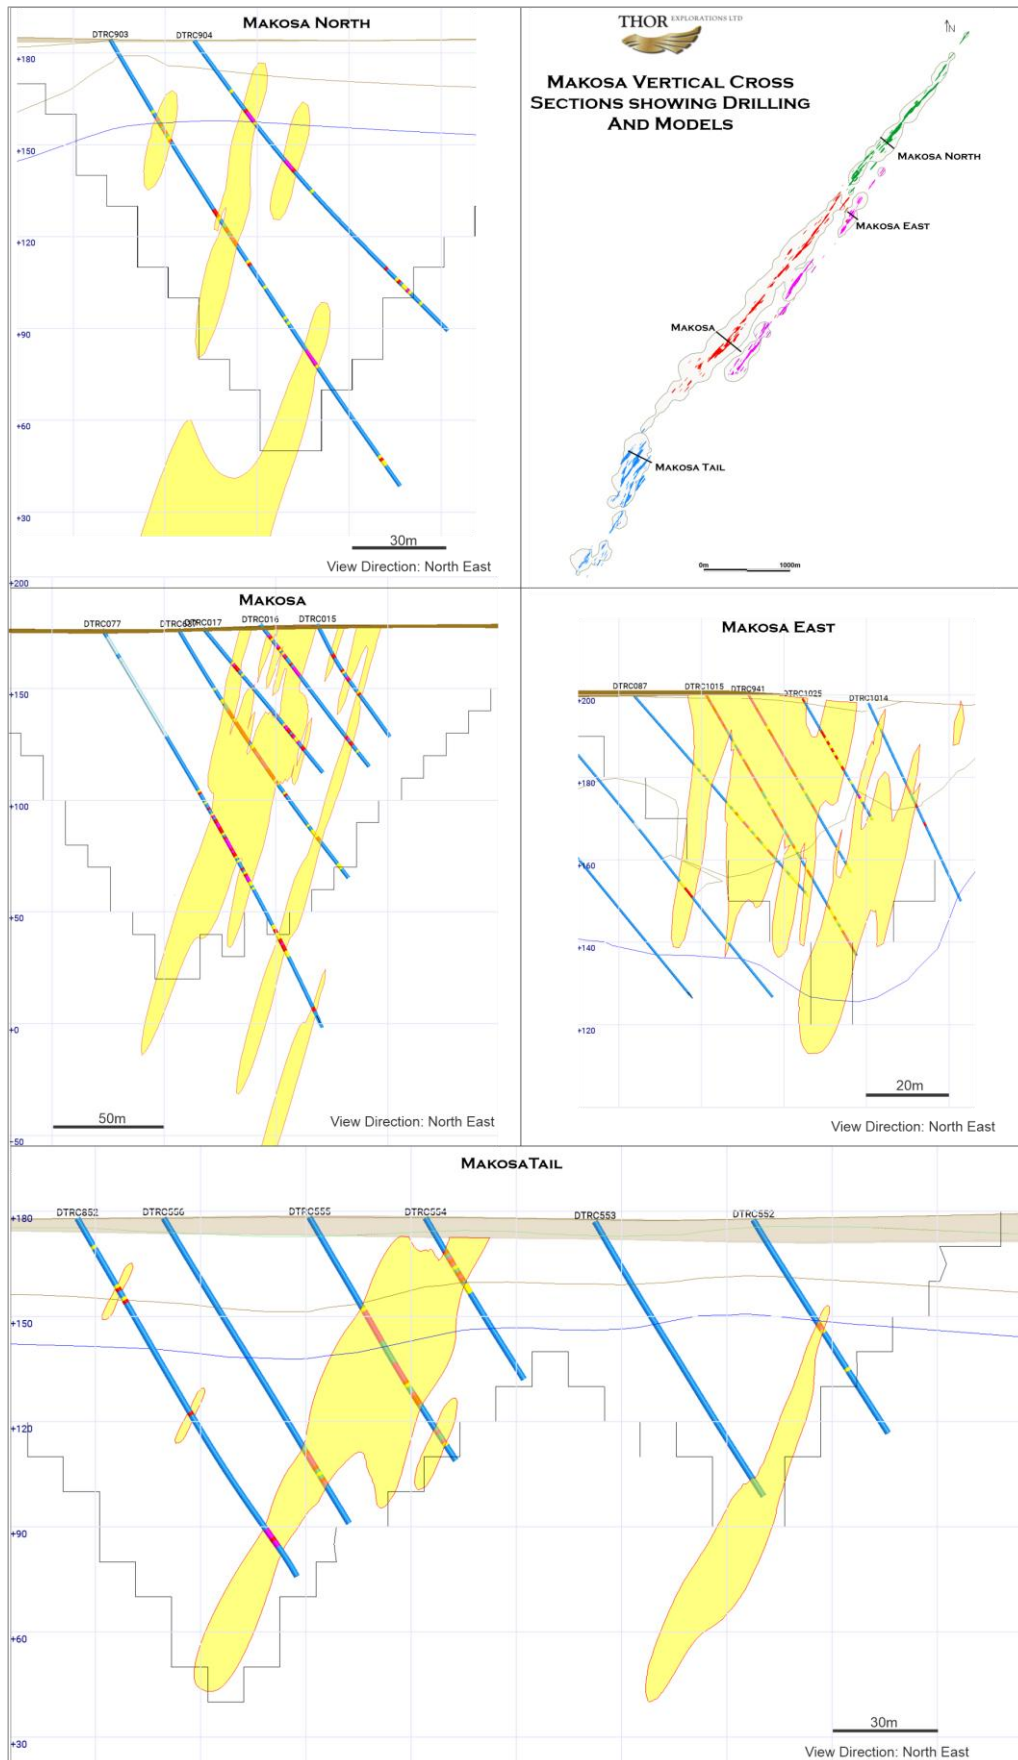 MAKOSA NORTH
DTRC903
DTRC904
+180
+150
+120
+90
+60
+30
30m
View Direction: North East
THOR EXPLORATIONS LTD
N
MAKOSA VERTICAL CROSS
SECTIONS SHOWING DRILLING
AND MODELS
MAKOSA NORTH
MAKOSA EAST
MAKOSA
MAKOSA TAIL
0m
1000m
+200
MAKOSA
DTRC077
017
DTRC016
DTRC015
+150
+100
+50
+0
-50
50m
View Direction: North East
MAKOSA EAST
DTRC087
DTRC1015
DTRC941
DTRC1025
DTRC1014
+200
+180
+160
+140
+120
20m
View Direction: North East
MAKOSA TAIL
DTRC852
DTRC556
DTRC555
DTRC554
DTRC553
DTRC552
+180
+150
+120
+90
+60
+30
30m
View Direction: North East